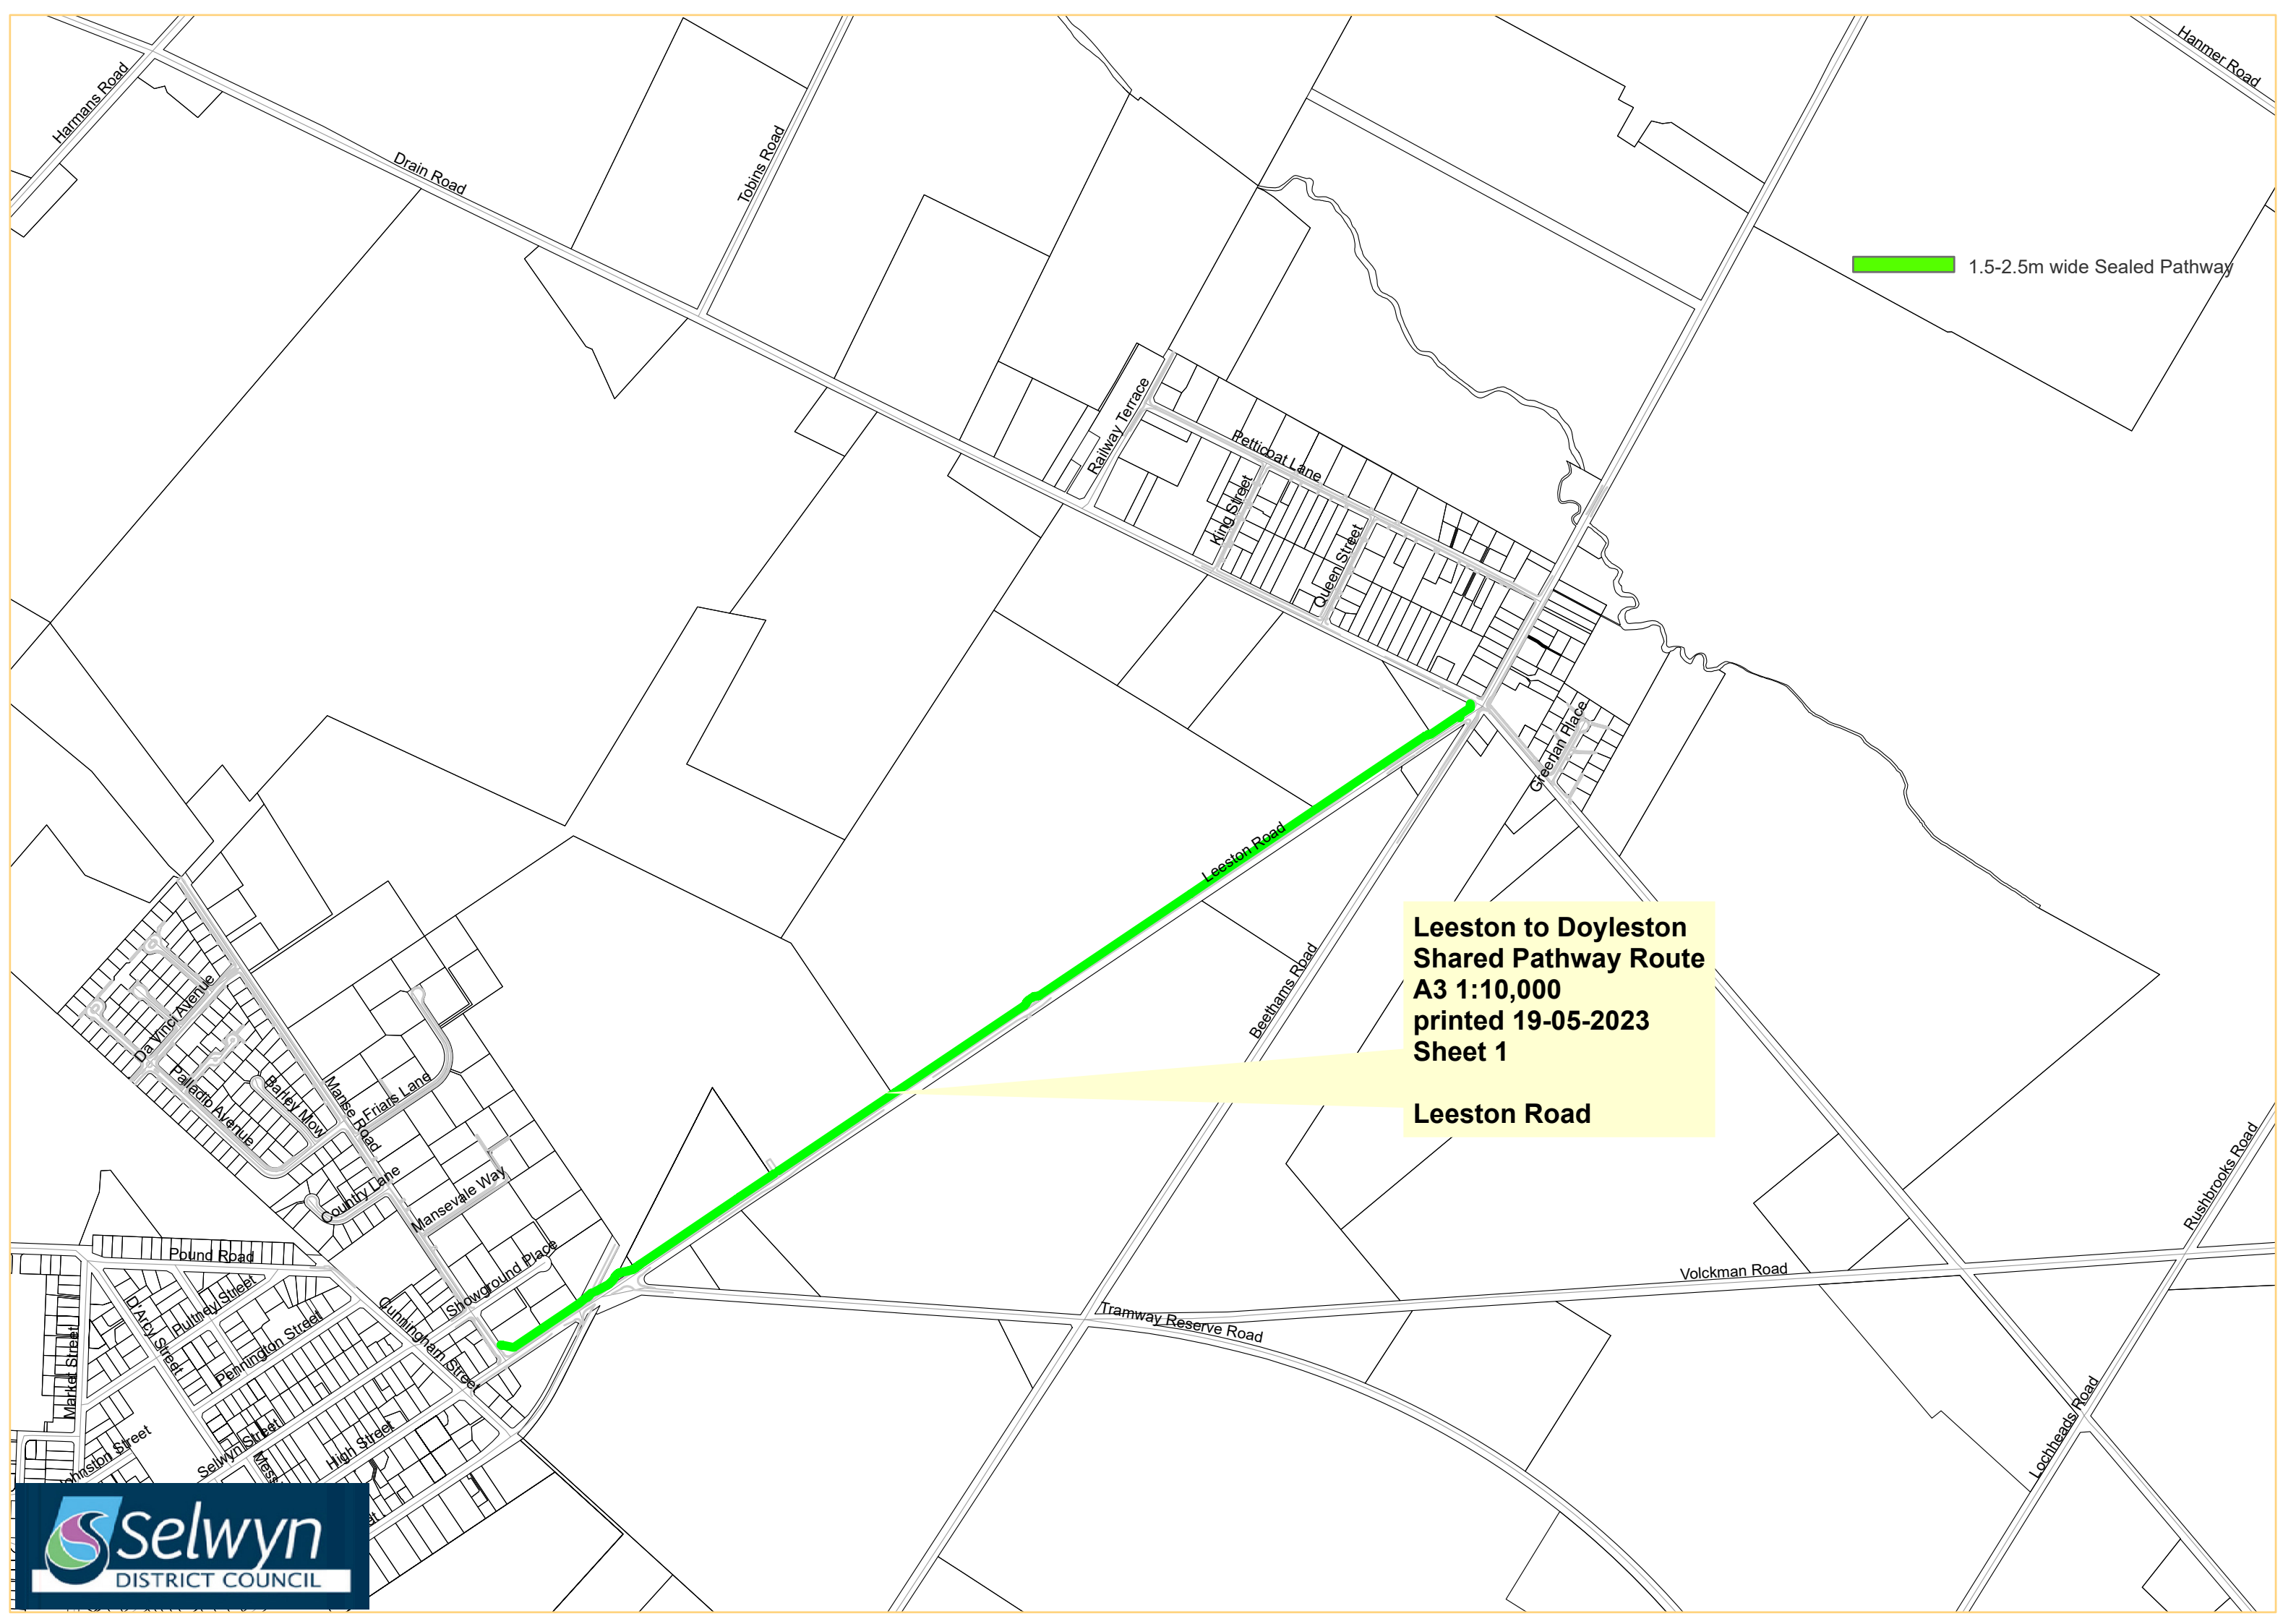 Hanmer Road
Harmans Road
Drain Road
Tobins Road
1.5-2.5m wide Sealed Pathway
Railway Terrace
Petticoat Lane
King Street
Queen Street
Greenan Place
Leeston Road
Beethams Road
Leeston to Doyleston
Shared Pathway Route
A3 1:10,000
printed 19-05-2023
Sheet 1
Leeston Road
Da Vinci Avenue
Palladio Avenue
Barley Mow
Manse Road
Friars Lane
Country Lane
Mansevale Way
Showground Place
Pound Road
Pultney Street
D'Arcy Street
Pennington Street
Cunningham Street
Market Street
Selwyn Street
High Street
Volckman Road
Tramway Reserve Road
Rushbrooks Road
Lochheads Road
Selwyn
DISTRICT COUNCIL